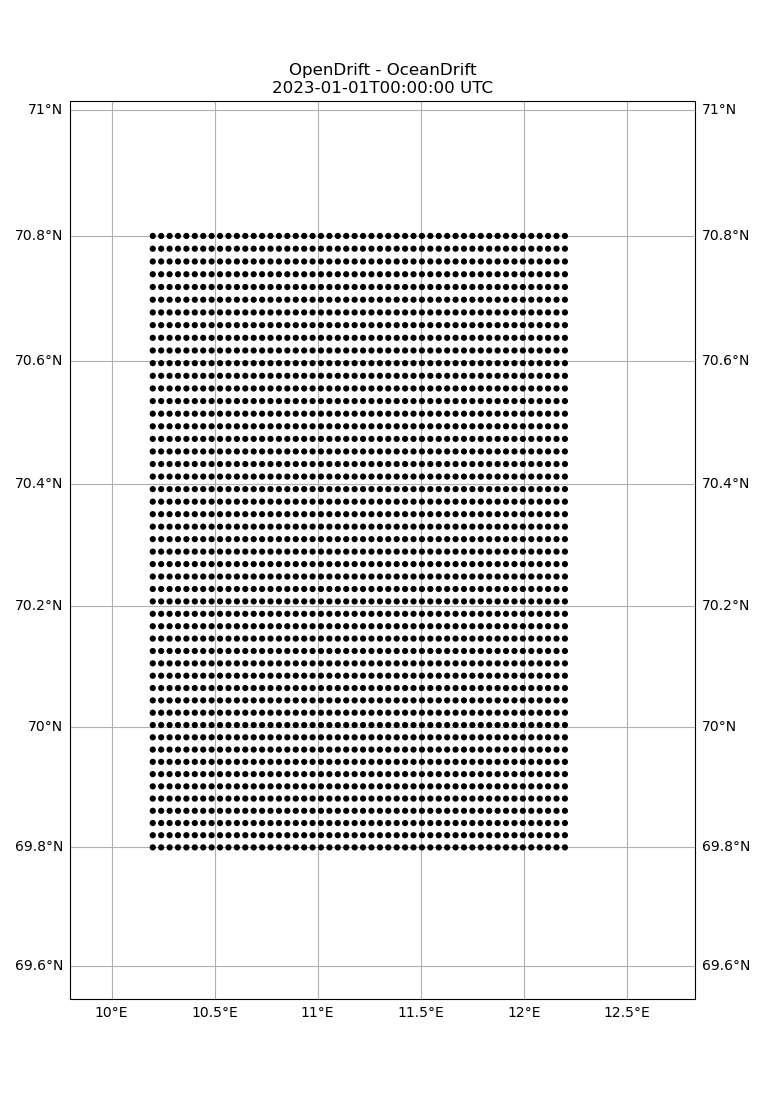 OpenDrift - OceanDrift
2023-01-01T00:00:00 UTC
71°N 71°N
70.8°N 70.8°N
70.6°N 70.6°N
70.4°N 70.4°N
70.2°N 70.2°N
70°N 70°N
69.8°N 69.8°N
69.6°N 69.6°N
10°E 10.5°E 11°E 11.5°E 12°E 12.5°E